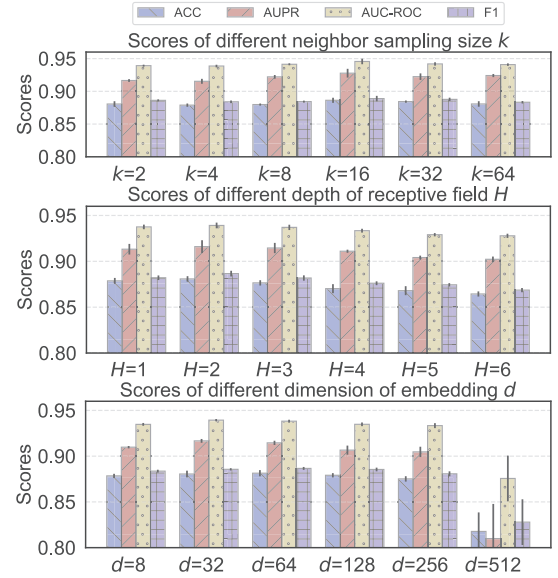 ACC AUPR AUC-ROC F1
Scores of different neighbor sampling size k
Scores
0.95
0.90
0.85
0.80
k=2 k=4 k=8 k=16 k=32 k=64
Scores of different depth of receptive field H
Scores
0.95
0.90
0.85
0.80
H=1 H=2 H=3 H=4 H=5 H=6
Scores of different dimension of embedding d
Scores
0.95
0.90
0.85
0.80
d=8 d=32 d=64 d=128 d=256 d=512